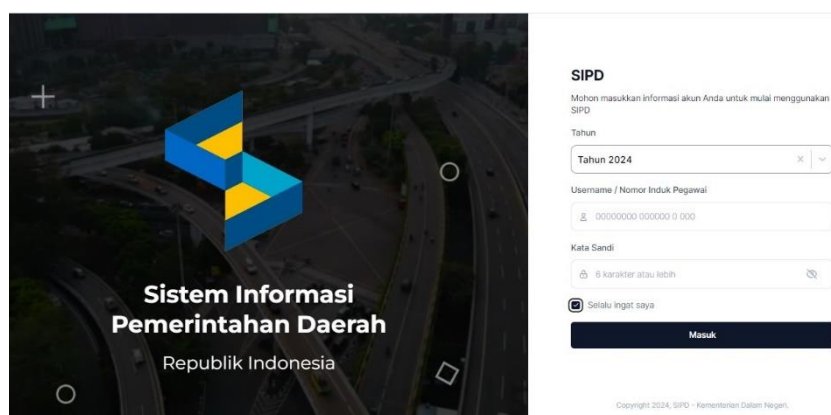 Sistem Informasi
Pemerintahan Daerah
Republik Indonesia
SIPD
Mohon masukkan informasi akun Anda untuk mulai menggunakan
SIPD
Tahun
Tahun 2024
Username / Nomor Induk Pegawai
00000000 000000 0 000
Kata Sandi
6 karakter atau lebih
Selalu ingat saya
Masuk
Copyright 2024, SIPD - Kementerian Dalam Negeri.